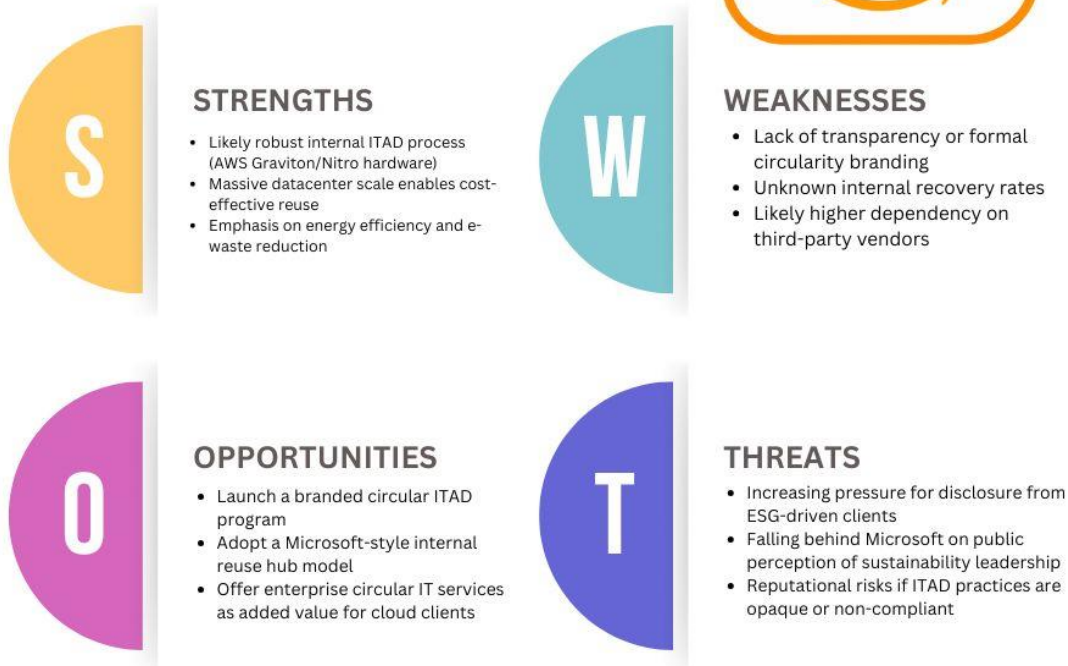 S
STRENGTHS
• Likely robust internal ITAD process
(AWS Graviton/Nitro hardware)
• Massive datacenter scale enables cost-
effective reuse
• Emphasis on energy efficiency and e-
waste reduction
W
WEAKNESSES
• Lack of transparency or formal
circularity branding
• Unknown internal recovery rates
• Likely higher dependency on
third-party vendors
O
OPPORTUNITIES
• Launch a branded circular ITAD
program
• Adopt a Microsoft-style internal
reuse hub model
• Offer enterprise circular IT services
as added value for cloud clients
T
THREATS
• Increasing pressure for disclosure from
ESG-driven clients
• Falling behind Microsoft on public
perception of sustainability leadership
• Reputational risks if ITAD practices are
opaque or non-compliant